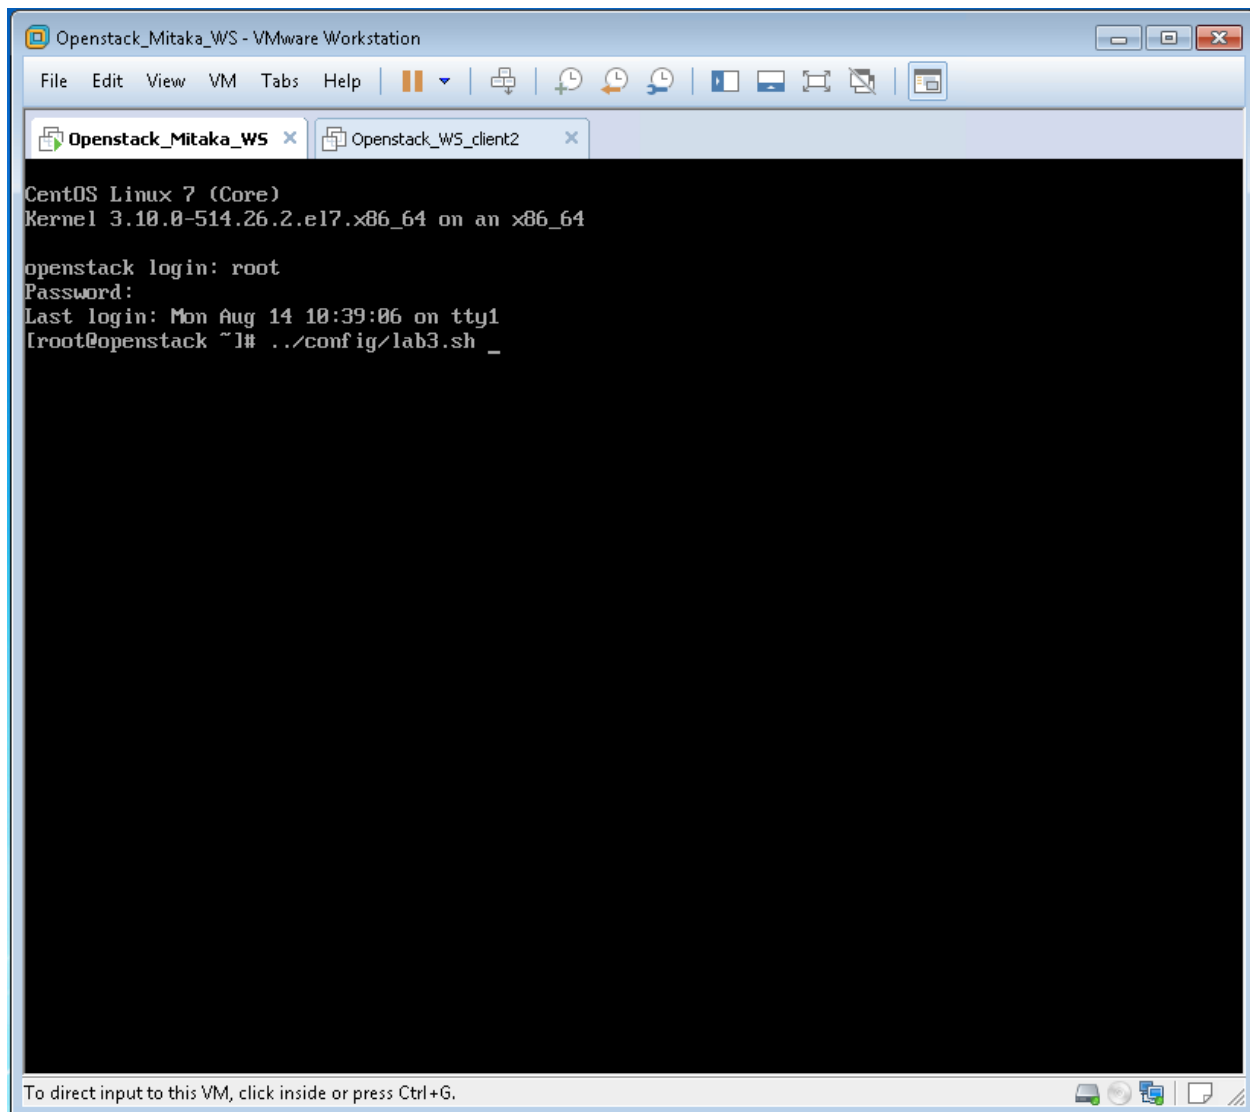 Openstack_Mitaka_WS - VMware Workstation
File Edit View VM Tabs Help
Openstack_Mitaka_WS Openstack_WS_client2
CentOS Linux 7 (Core)
Kernel 3.10.0-514.26.2.el7.x86_64 on an x86_64
openstack login: root
Password:
Last login: Mon Aug 14 10:39:06 on tty1
[root@openstack ~]# ../config/lab3.sh _
To direct input to this VM, click inside or press Ctrl+G.